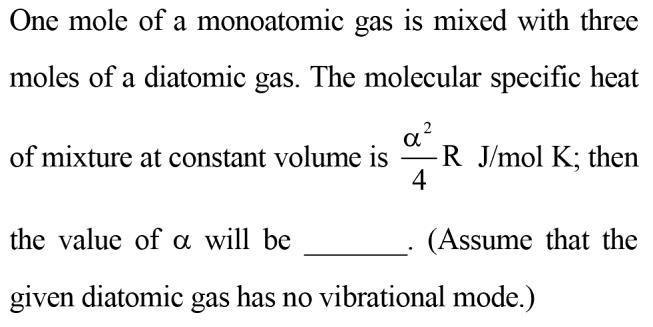 One mole of a monoatomic gas is mixed with three
moles of a diatomic gas. The molecular specific heat
of mixture at constant volume is α²/4 R J/mol K; then
the value of α will be _______. (Assume that the
given diatomic gas has no vibrational mode.)